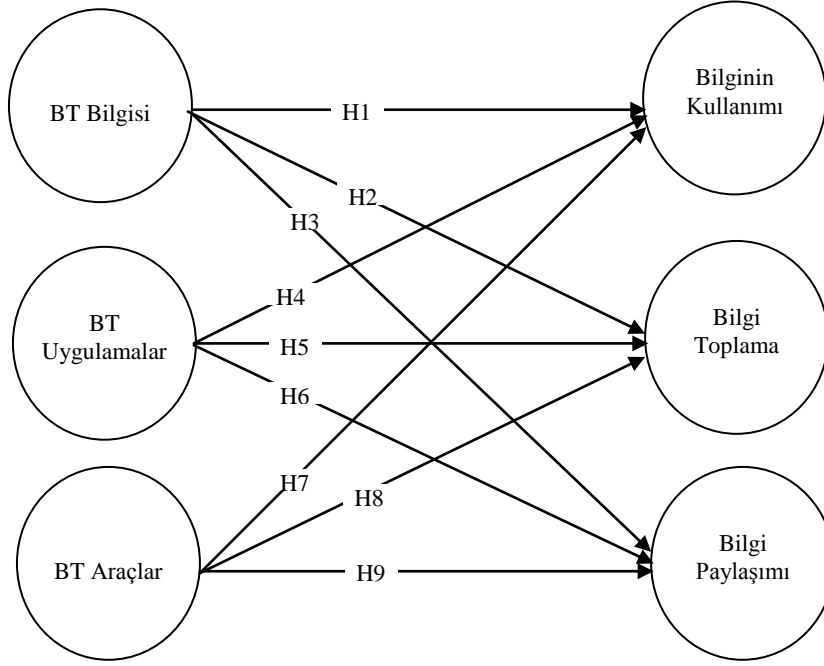 BT Bilgisi
H1
Bilginin
Kullanımı
H2
H3
BT
Uygulamalar
H4
H5
H6
Bilgi
Toplama
BT Araçlar
H7
H8
H9
Bilgi
Paylaşımı